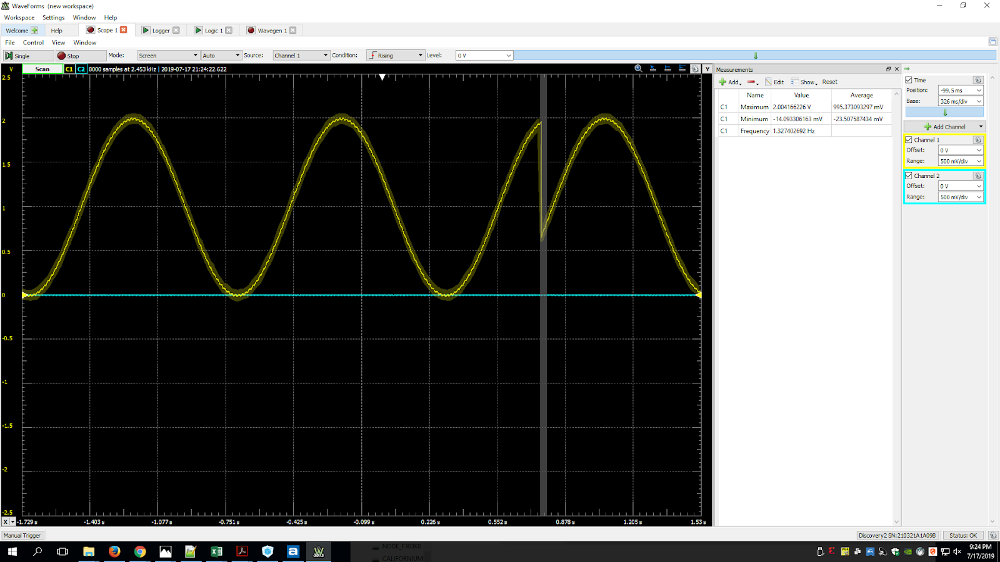 WaveForms (new workspace)
Workspace Settings Window Help
Welcome Help Scope 1 Logger Logic 1 Wavegen 1
File Control View Window
Single Stop Mode: Screen Auto Source: Channel 1 Condition: Rising Level: 0 V
V Scan C1 C2 8000 samples at 2.453 kHz | 2019-07-17 21:24:22.622 Y
2.5
2
1.5
1
0.5
0
-0.5
-1
-1.5
-2
-2.5
X -1.729 s -1.403 s -1.077 s -0.751 s -0.425 s -0.099 s 0.226 s 0.552 s 0.878 s 1.205 s 1.53 s
Measurements
Add Edit Show Reset
Name Value Average
C1 Maximum 2.004166226 V 995.373093297 mV
C1 Minimum -14.093306163 mV -23.507587434 mV
C1 Frequency 1.327402692 Hz
Time
Position: -99.5 ms
Base: 326 ms/div
Add Channel
Channel 1
Offset: 0 V
Range: 500 mV/div
Channel 2
Offset: 0 V
Range: 500 mV/div
Manual Trigger Discovery2 SN:210321A1A09B Status: OK
NODE_F303K8
CALIFORNIUM
W 2015
9:24 PM
7/17/2019